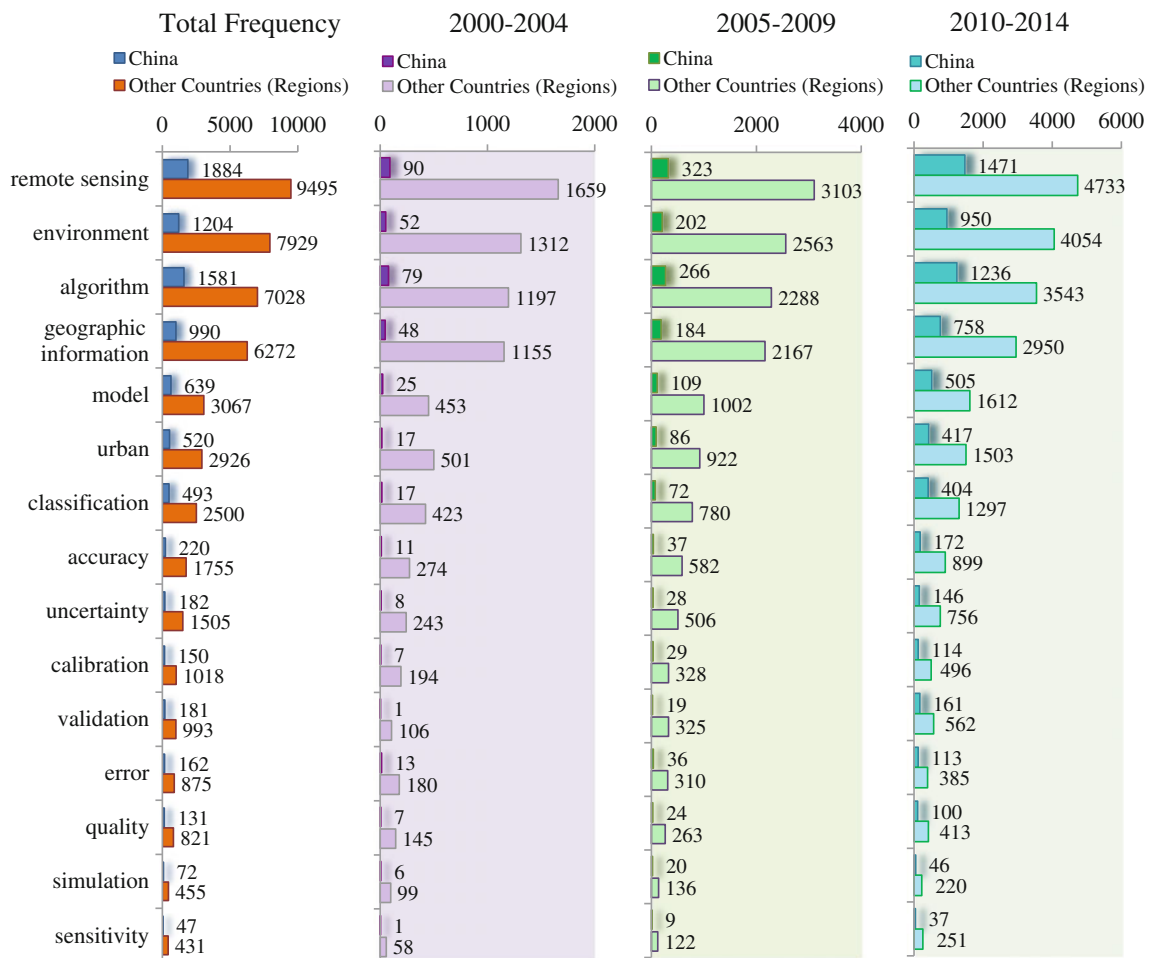 Total Frequency 2000-2004 2005-2009 2010-2014
China China China China
Other Countries (Regions) Other Countries (Regions) Other Countries (Regions) Other Countries (Regions)
0 5000 10000 0 1000 2000 0 2000 4000 0 2000 4000 6000
remote sensing 1884 90 323 1471
9495 1659 3103 4733
environment 1204 52 202 950
7929 1312 2563 4054
algorithm 1581 79 266 1236
7028 1197 2288 3543
geographic information 990 48 184 758
6272 1155 2167 2950
model 639 25 109 505
3067 453 1002 1612
urban 520 17 86 417
2926 501 922 1503
classification 493 17 72 404
2500 423 780 1297
accuracy 220 11 37 172
1755 274 582 899
uncertainty 182 8 28 146
1505 243 506 756
calibration 150 7 29 114
1018 194 328 496
validation 181 1 19 161
993 106 325 562
error 162 13 36 113
875 180 310 385
quality 131 7 24 100
821 145 263 413
simulation 72 6 20 46
455 99 136 220
sensitivity 47 1 9 37
431 58 122 251